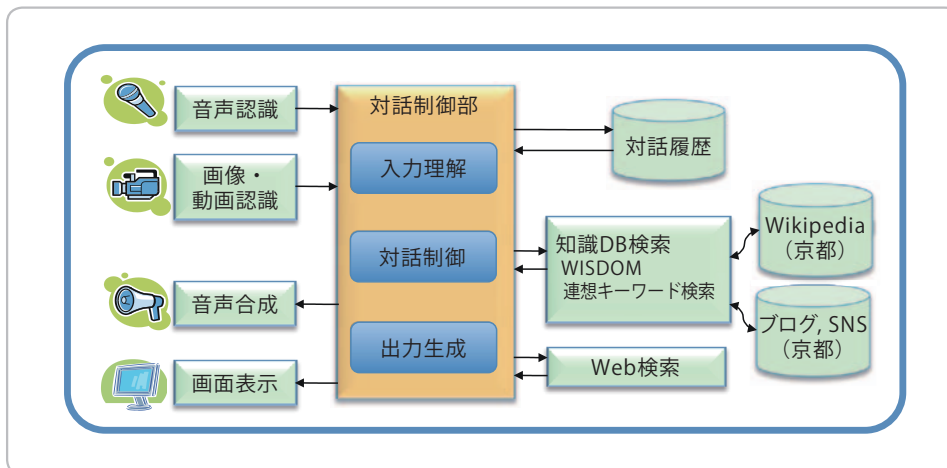 音声認識
画像・
動画認識
音声合成
画面表示
対話制御部
入力理解
対話制御
出力生成
対話履歴
知識DB検索
WISDOM
連想キーワード検索
Web検索
Wikipedia
（京都）
ブログ, SNS
（京都）